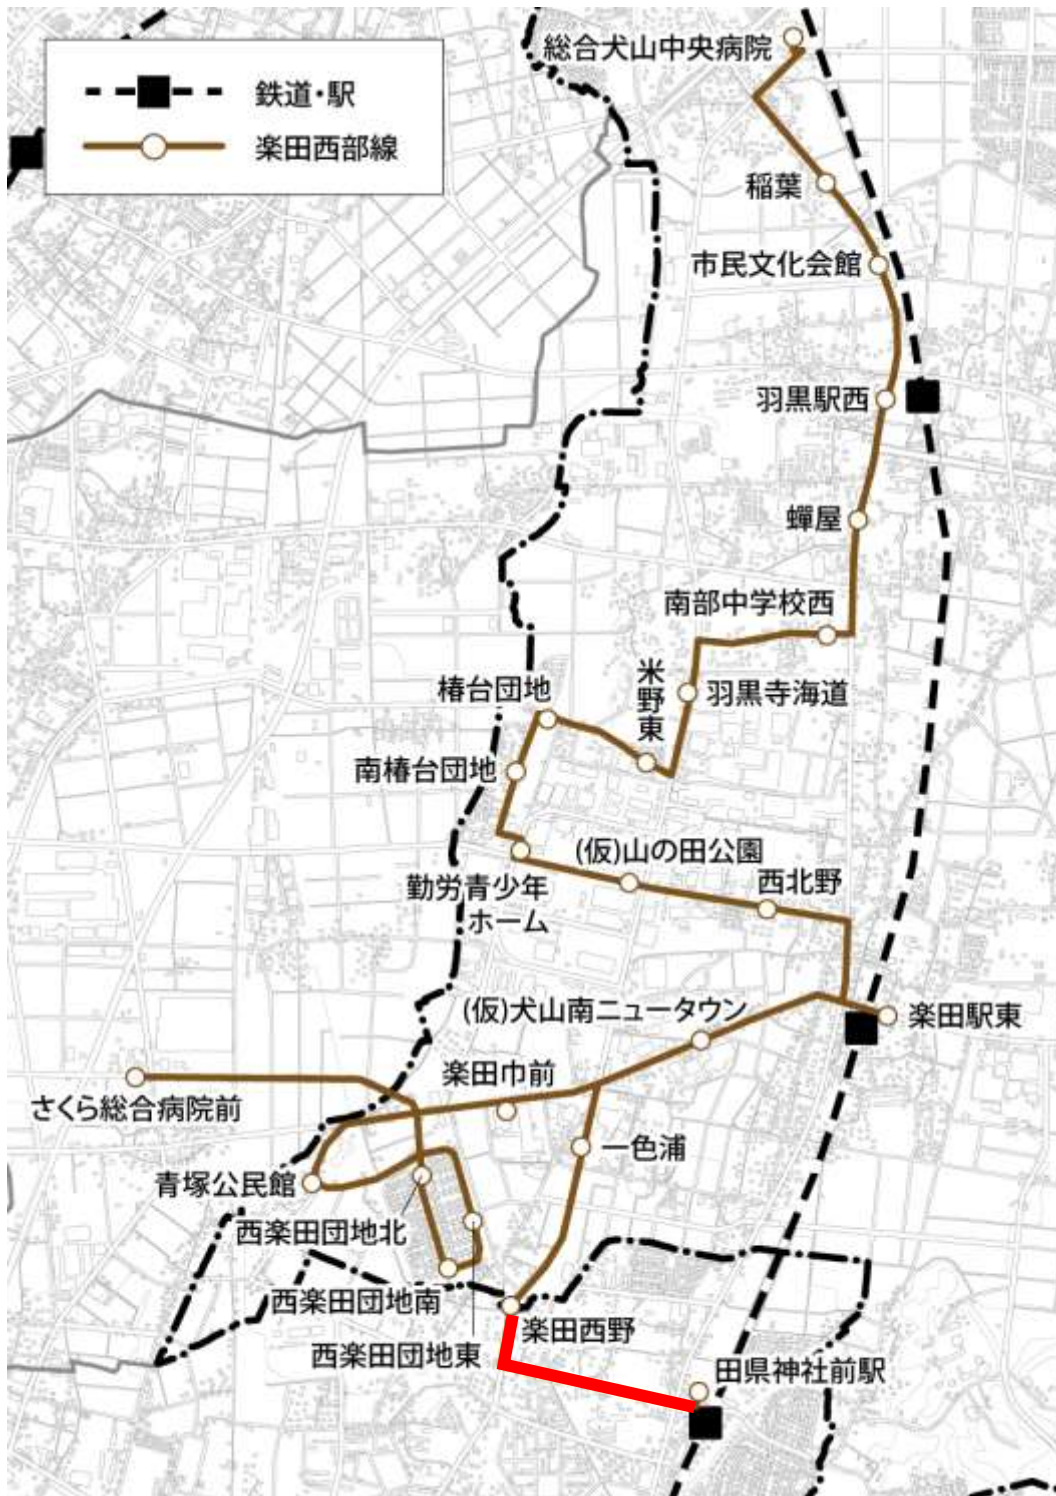 総合犬山中央病院
鉄道・駅
楽田西部線
稲葉
市民文化会館
羽黒駅西
蟬屋
南部中学校西
米野東
羽黒寺海道
椿台団地
南椿台団地
(仮)山の田公園
西北野
勤労青少年
ホーム
(仮)犬山南ニュータウン
楽田駅東
楽田巾前
さくら総合病院前
一色浦
青塚公民館
西楽田団地北
西楽田団地南
楽田西野
西楽田団地東
田県神社前駅